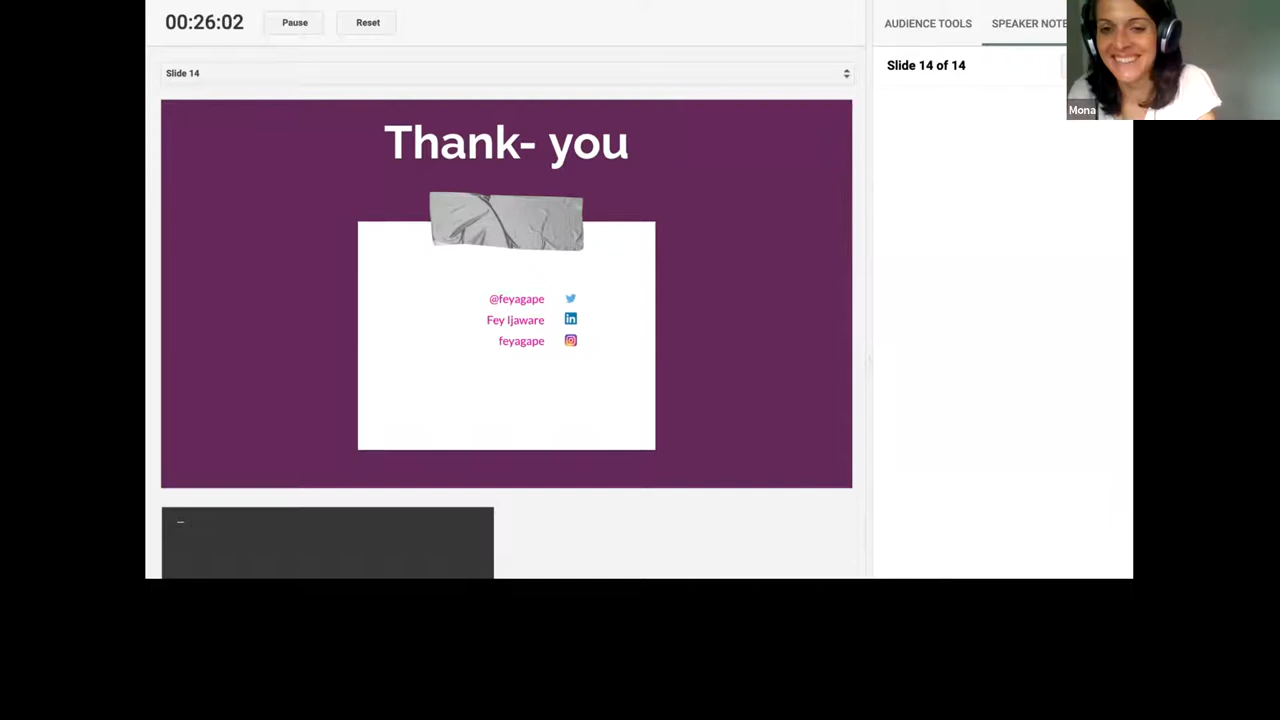 00:26:02 Pause Reset
AUDIENCE TOOLS SPEAKER NOTE
Slide 14
Slide 14 of 14
Mona
Thank- you
@feyagape
Fey Ijaware
in
feyagape